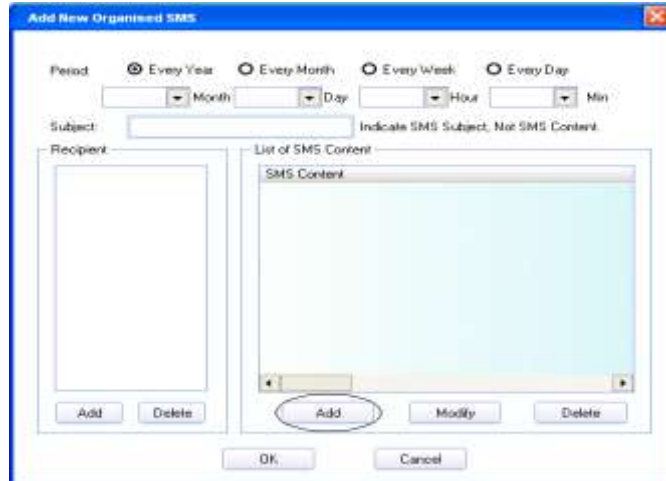 Add New Organised SMS
Period Every Year Every Month Every Week Every Day
Month Day Hour Min
Subject: Indicate SMS Subject, Not SMS Content
Recipient
List of SMS Content
SMS Content
Add Delete
Add Modify Delete
OK Cancel